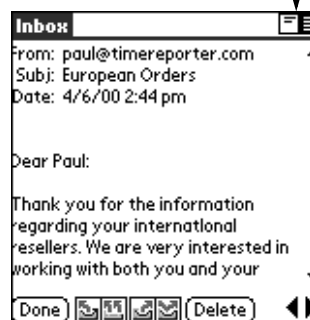 Inbox
From: paul@timereporter.com
Subj: European Orders
Date: 4/6/00 2:44 pm
Dear Paul:
Thank you for the information
regarding your international
resellers. We are very interested in
working with both you and your
Done Delete